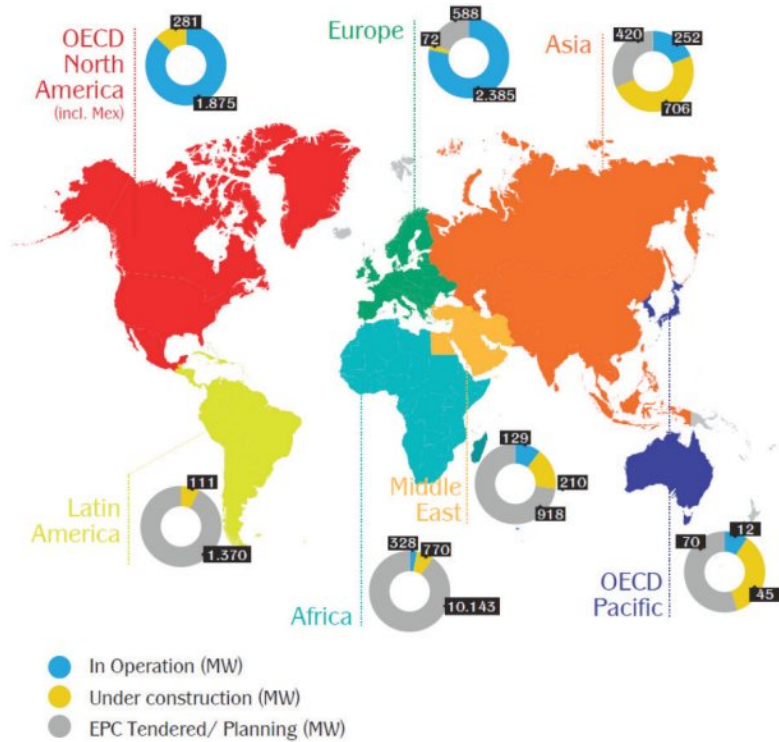 OECD
North
America
(incl. Mex)
281
1.875
Europe
588
72
2.385
Asia
420
252
706
Latin
America
111
1.370
Middle
East
129
210
918
Africa
328
770
10.143
OECD
Pacific
70
12
45
In Operation (MW)
Under construction (MW)
EPC Tendered/ Planning (MW)